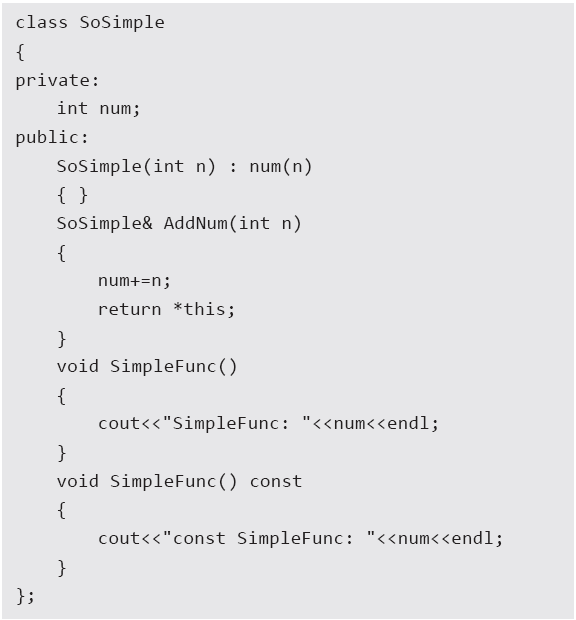 class SoSimple
{
private:
    int num;
public:
    SoSimple(int n) : num(n)
    { }
    SoSimple& AddNum(int n)
    {
        num+=n;
        return *this;
    }
    void SimpleFunc()
    {
        cout<<"SimpleFunc: "<<num<<endl;
    }
    void SimpleFunc() const
    {
        cout<<"const SimpleFunc: "<<num<<endl;
    }
};